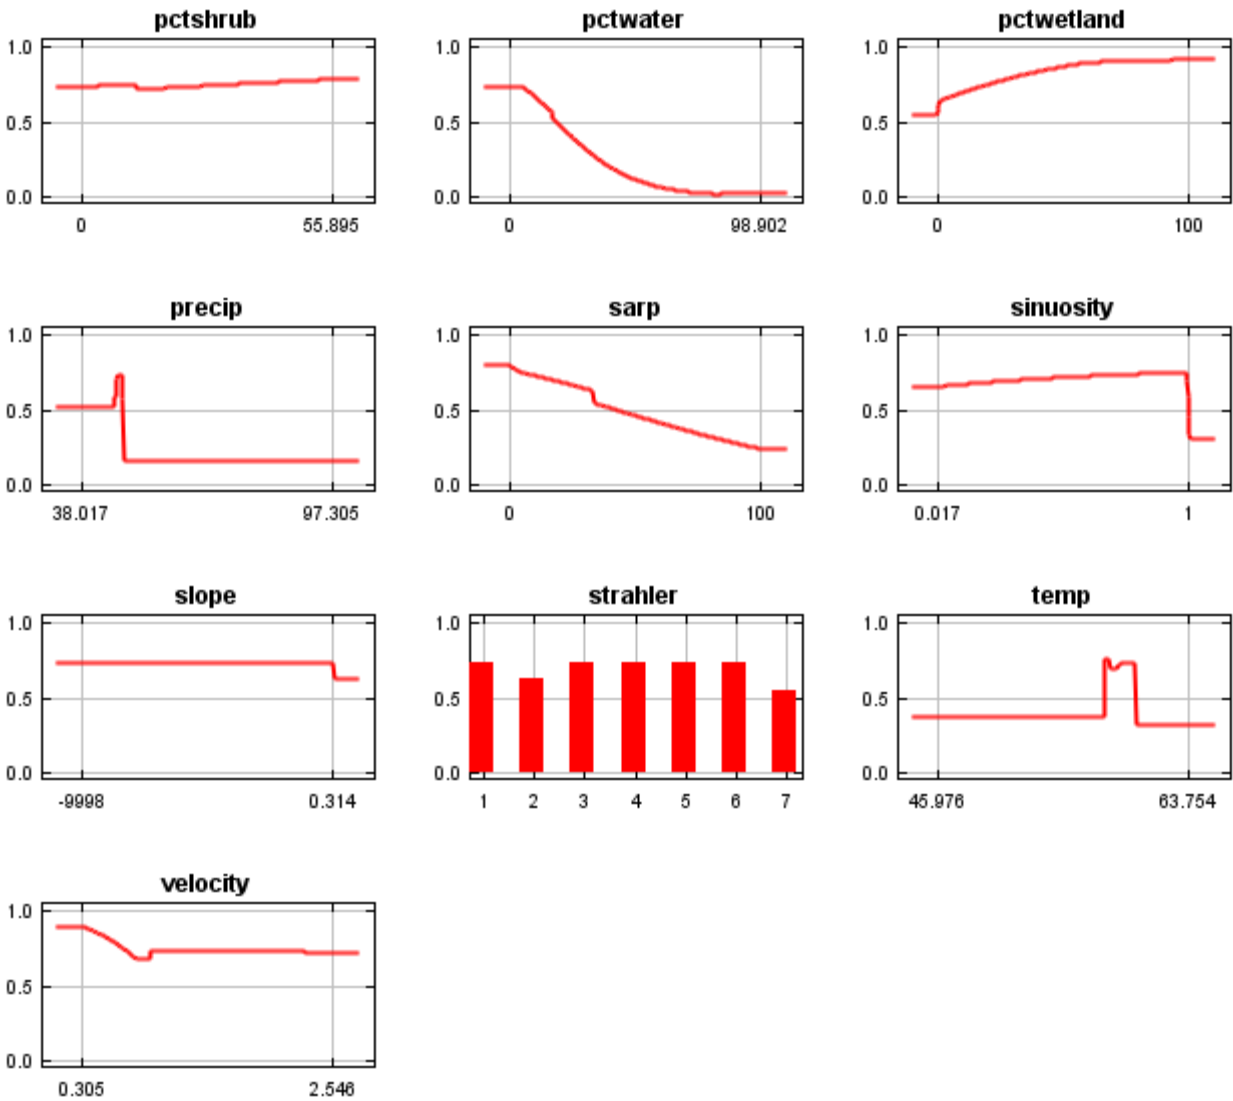 pctshrub pctwater pctwetland
1.0 1.0 1.0
0.5 0.5 0.5
0.0 0.0 0.0
0 55.895 0 98.902 0 100
precip sarp sinuosity
1.0 1.0 1.0
0.5 0.5 0.5
0.0 0.0 0.0
38.017 97.305 0 100 0.017 1
slope strahler temp
1.0 1.0 1.0
0.5 0.5 0.5
0.0 0.0 0.0
-9998 0.314 1 2 3 4 5 6 7 45.976 63.754
velocity
1.0
0.5
0.0
0.305 2.546